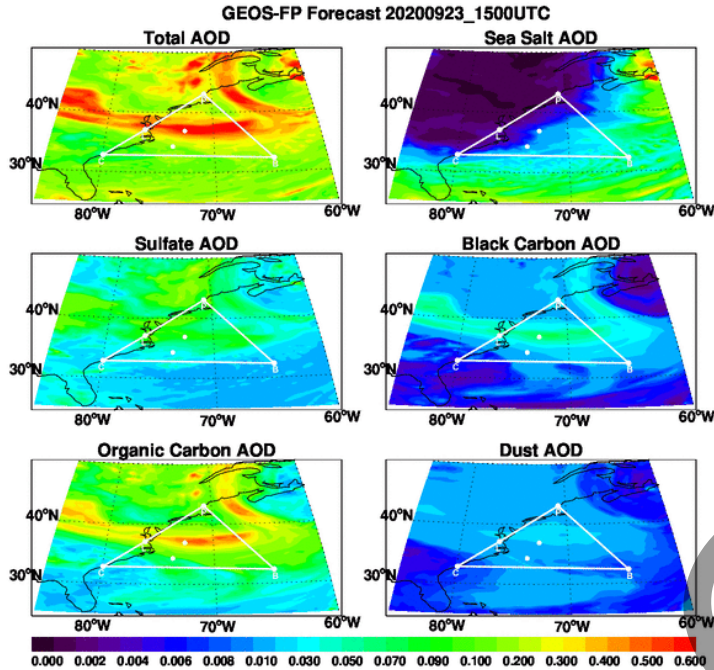 GEOS-FP Forecast 20200923_1500UTC
Total AOD
Sea Salt AOD
40°N
30°N
80°W
70°W
60°W
40°N
30°N
80°W
70°W
60°W
Sulfate AOD
Black Carbon AOD
40°N
30°N
C
B
80°W
70°W
60°W
40°N
30°N
C
B
80°W
70°W
60°W
Organic Carbon AOD
Dust AOD
40°N
30°N
C
B
80°W
70°W
60°W
40°N
30°N
C
B
80°W
70°W
60°W
0.000 0.002 0.004 0.006 0.008 0.010 0.030 0.050 0.070 0.090 0.100 0.200 0.300 0.400 .600